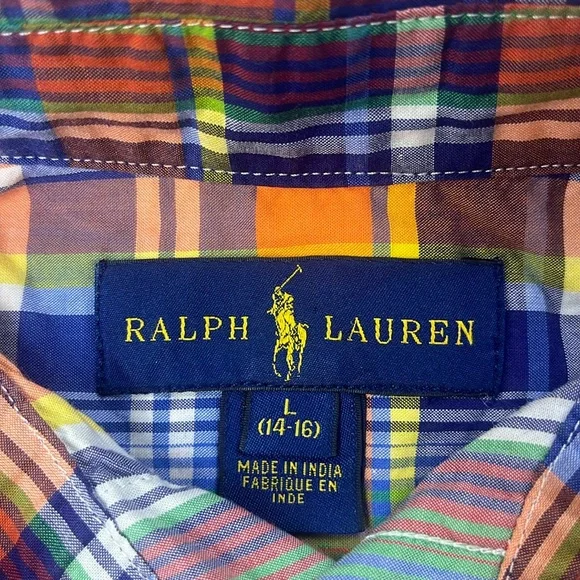 RALPH LAUREN
L
(14-16)
MADE IN INDIA
FABRIQUE EN
INDE